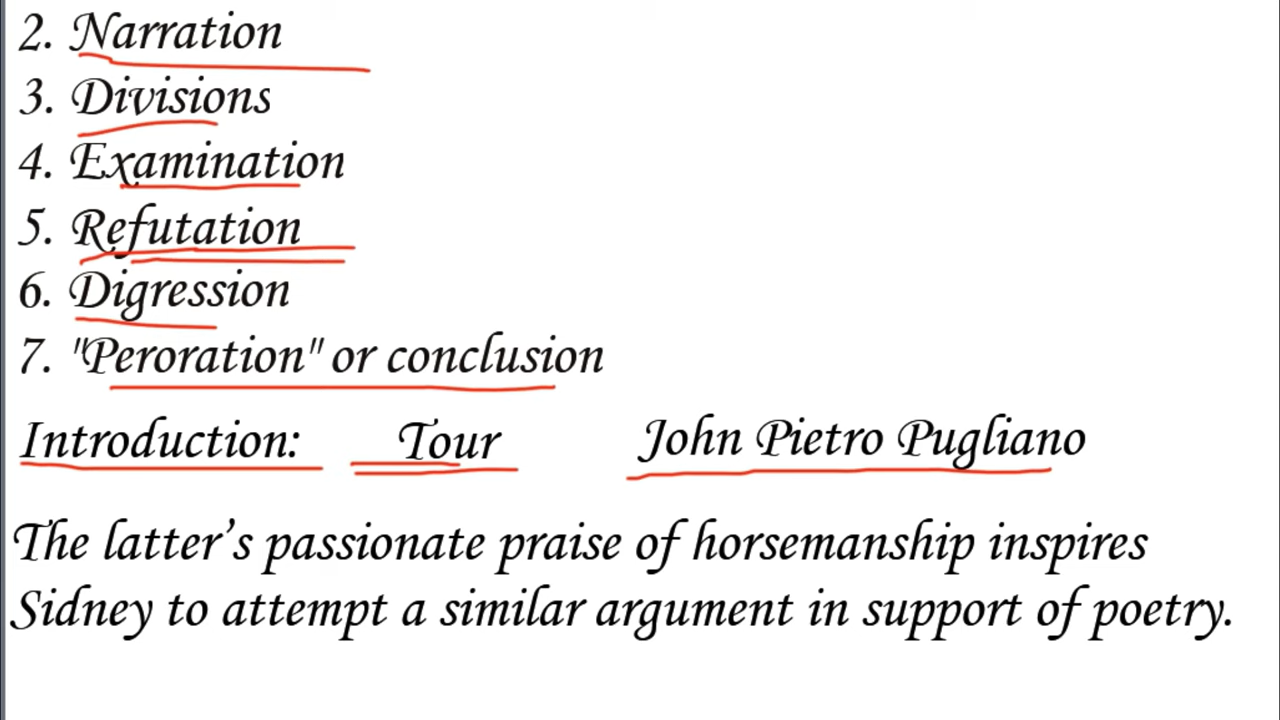 2. Narration
3. Divisions
4. Examination
5. Refutation
6. Digression
7. "Peroration" or conclusion
Introduction: Tour John Pietro Pugliano
The latter’s passionate praise of horsemanship inspires
Sidney to attempt a similar argument in support of poetry.